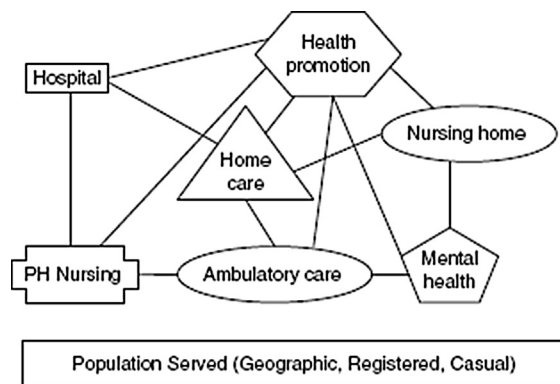 Health
promotion
Hospital
Nursing home
Home
care
PH Nursing
Ambulatory care
Mental
health
Population Served (Geographic, Registered, Casual)